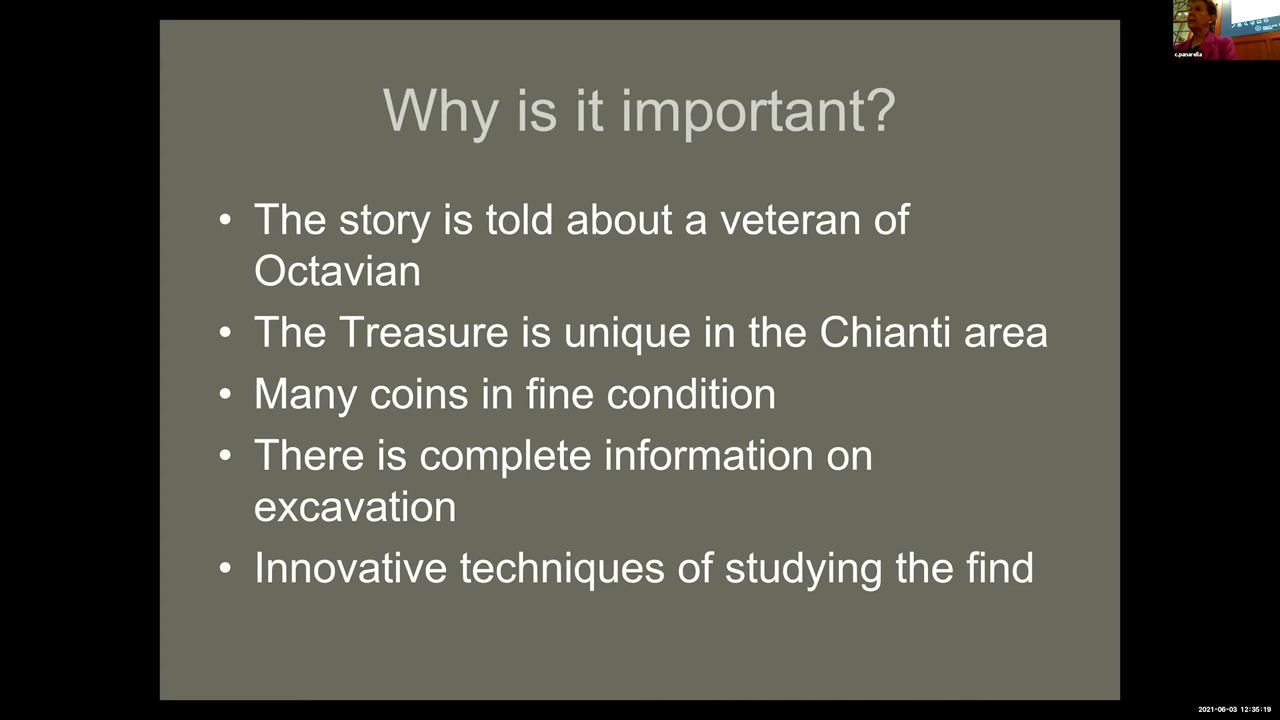 c.panarella
Why is it important?
• The story is told about a veteran of
Octavian
• The Treasure is unique in the Chianti area
• Many coins in fine condition
• There is complete information on
excavation
• Innovative techniques of studying the find
2021-06-03 12:35:19